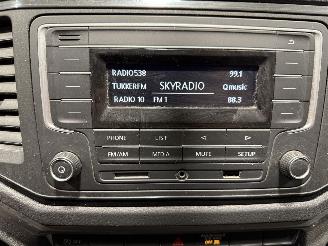 RADIO538 99.1
TUKKERFM SKYRADIO Qmusic
RADIO 10 FM 1 88.3
PHONE LIST
FM/AM MEDIA MUTE SETUP